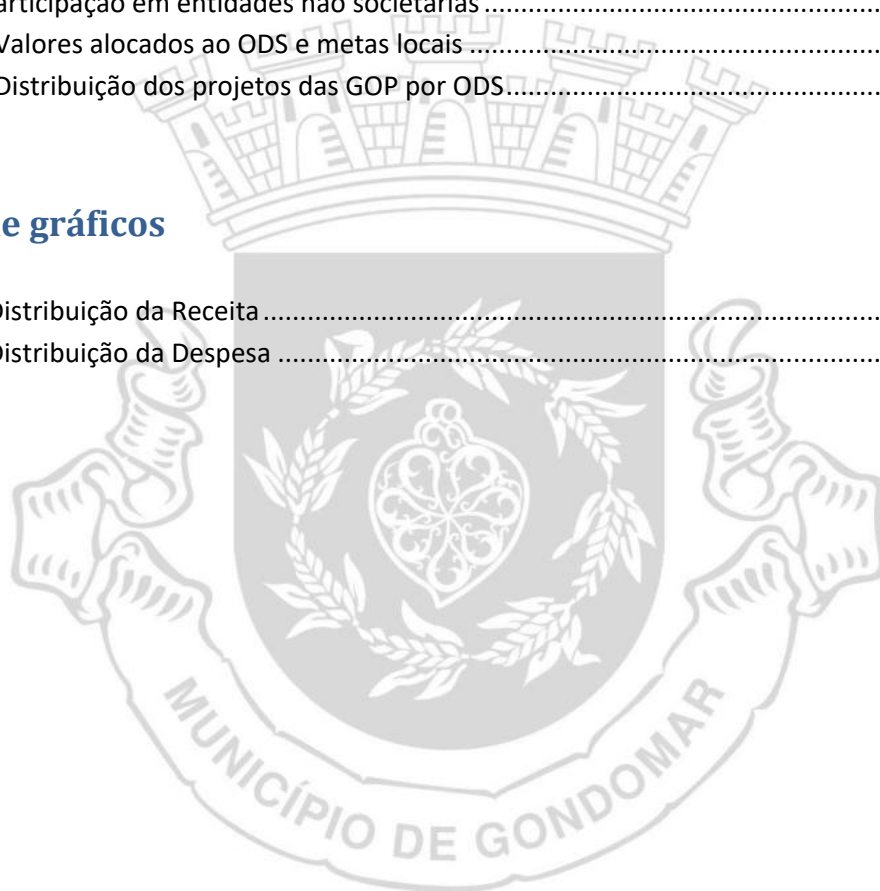 articipação em entidades não societárias
Valores alocados ao ODS e metas locais
Distribuição dos projetos das GOP por ODS
e gráficos
Distribuição da Receita
Distribuição da Despesa
MUNICÍPIO DE GONDOMAR